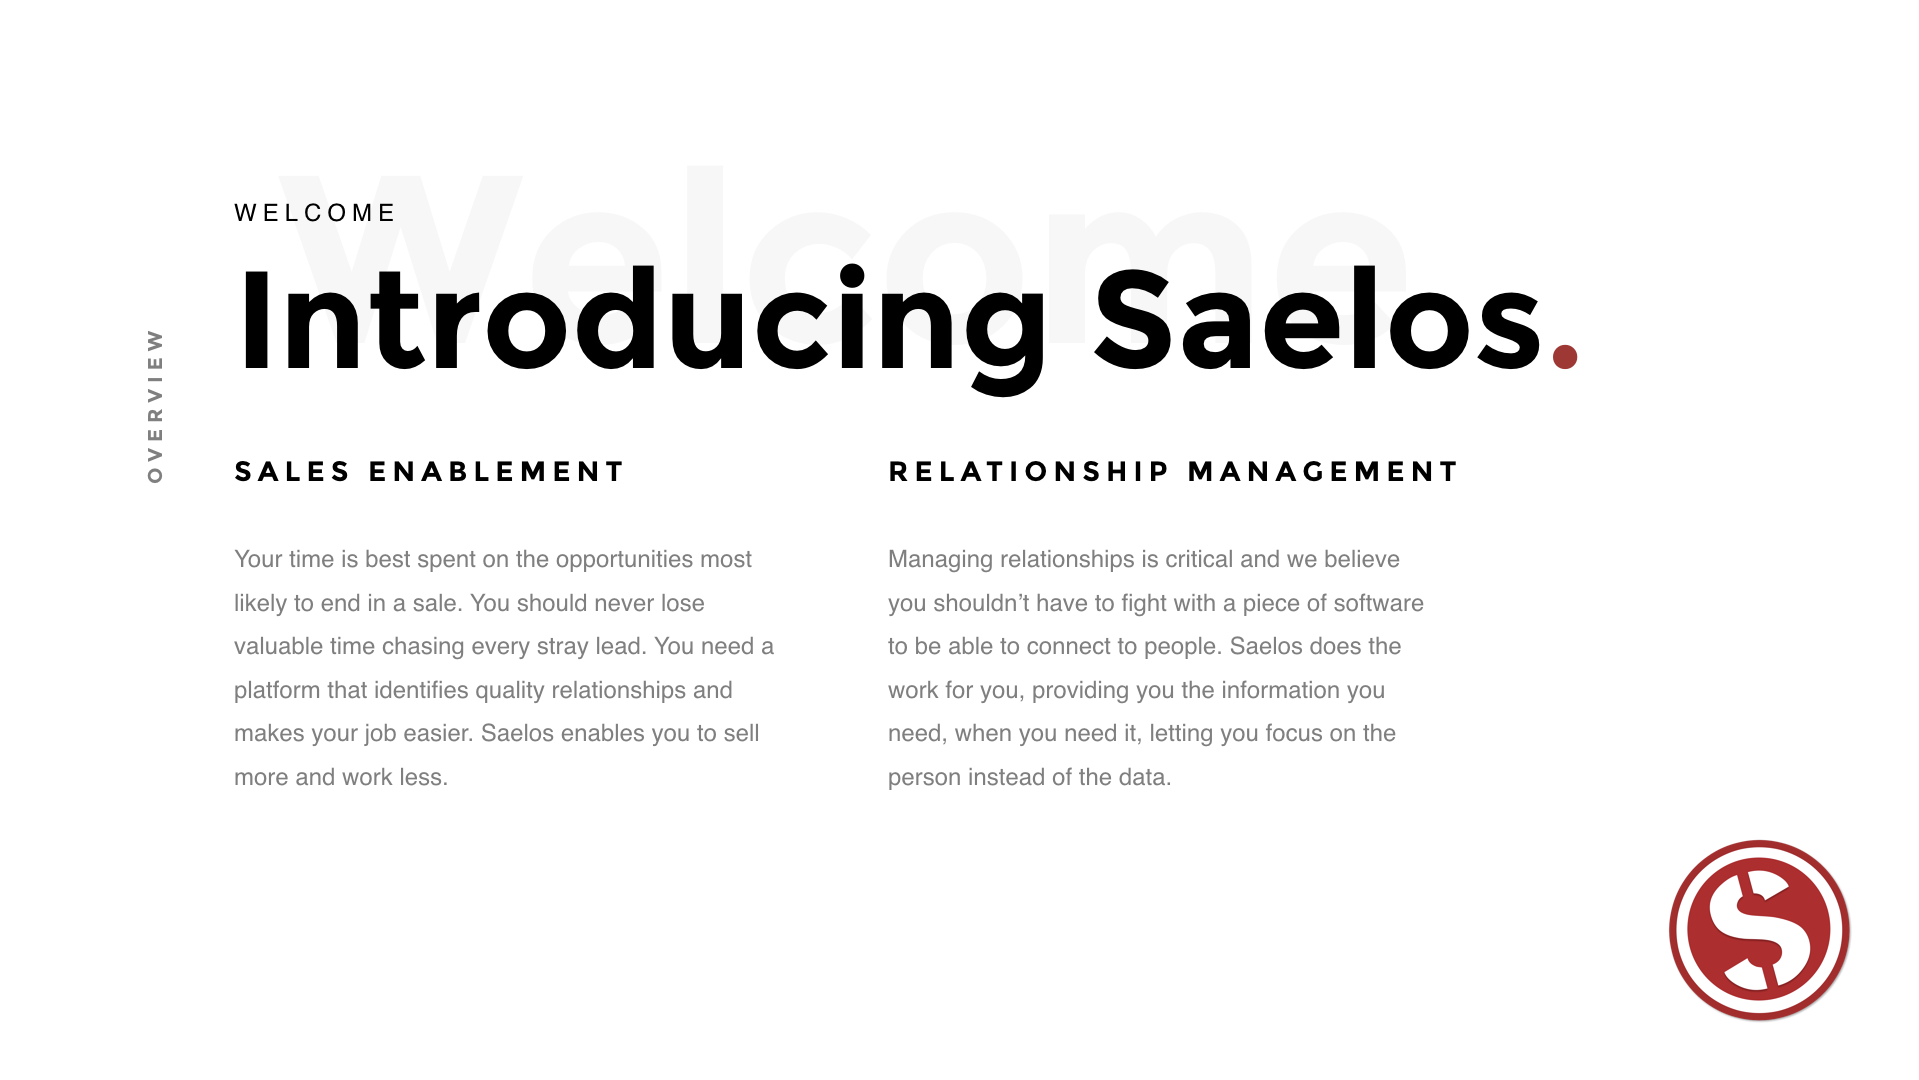 Welcome
WELCOME
Introducing Saelos.
OVERVIEW
SALES ENABLEMENT
Your time is best spent on the opportunities most
likely to end in a sale. You should never lose
valuable time chasing every stray lead. You need a
platform that identifies quality relationships and
makes your job easier. Saelos enables you to sell
more and work less.
RELATIONSHIP MANAGEMENT
Managing relationships is critical and we believe
you shouldn’t have to fight with a piece of software
to be able to connect to people. Saelos does the
work for you, providing you the information you
need, when you need it, letting you focus on the
person instead of the data.
S